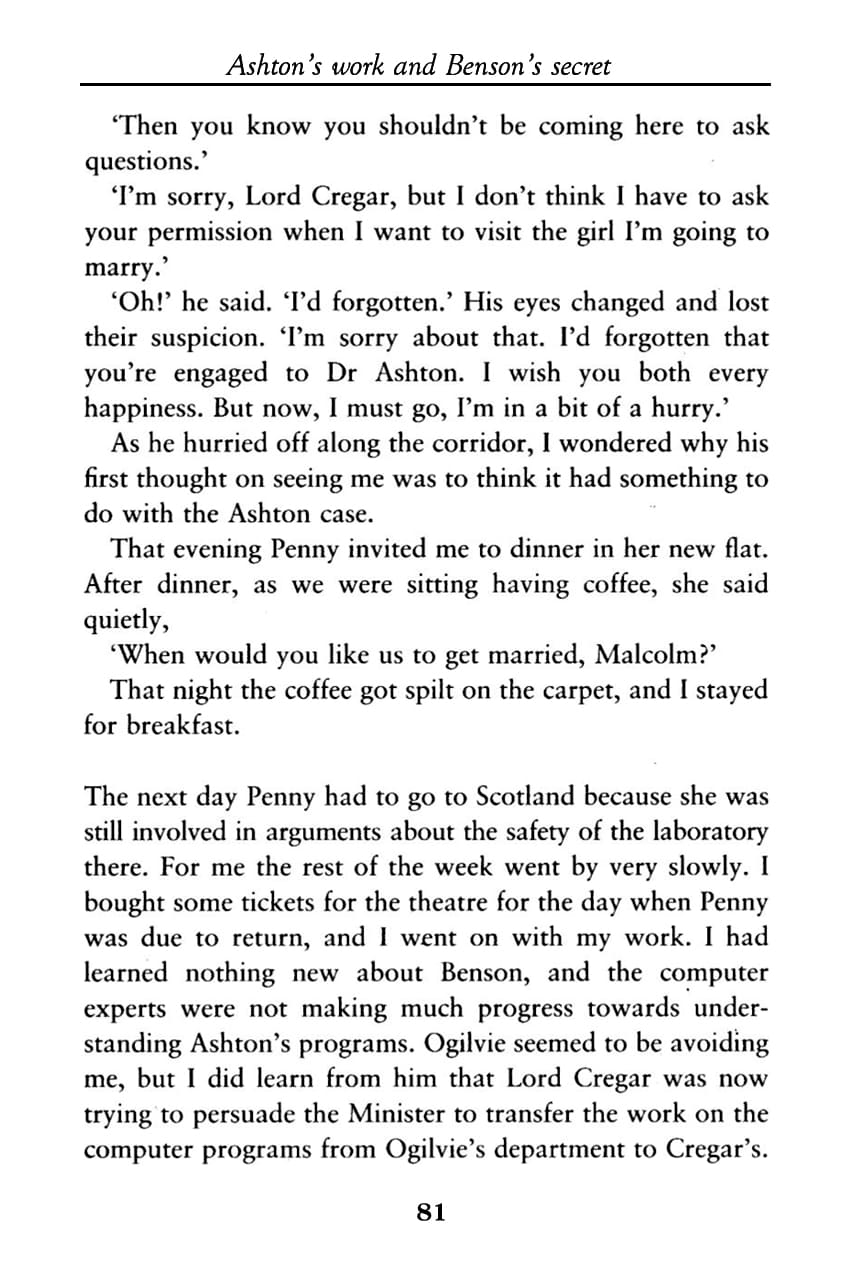 Ashton's work and Benson's secret
‘Then you know you shouldn't be coming here to ask
questions.’
‘I'm sorry, Lord Cregar, but I don't think I have to ask
your permission when I want to visit the girl I'm going to
marry.’
‘Oh!’ he said. ‘I'd forgotten.’ His eyes changed and lost
their suspicion. ‘I'm sorry about that. I'd forgotten that
you're engaged to Dr Ashton. I wish you both every
happiness. But now, I must go, I'm in a bit of a hurry.’
As he hurried off along the corridor, I wondered why his
first thought on seeing me was to think it had something to
do with the Ashton case.
That evening Penny invited me to dinner in her new flat.
After dinner, as we were sitting having coffee, she said
quietly,
‘When would you like us to get married, Malcolm?’
That night the coffee got spilt on the carpet, and I stayed
for breakfast.
The next day Penny had to go to Scotland because she was
still involved in arguments about the safety of the laboratory
there. For me the rest of the week went by very slowly. I
bought some tickets for the theatre for the day when Penny
was due to return, and I went on with my work. I had
learned nothing new about Benson, and the computer
experts were not making much progress towards under-
standing Ashton's programs. Ogilvie seemed to be avoiding
me, but I did learn from him that Lord Cregar was now
trying to persuade the Minister to transfer the work on the
computer programs from Ogilvie's department to Cregar's.
81